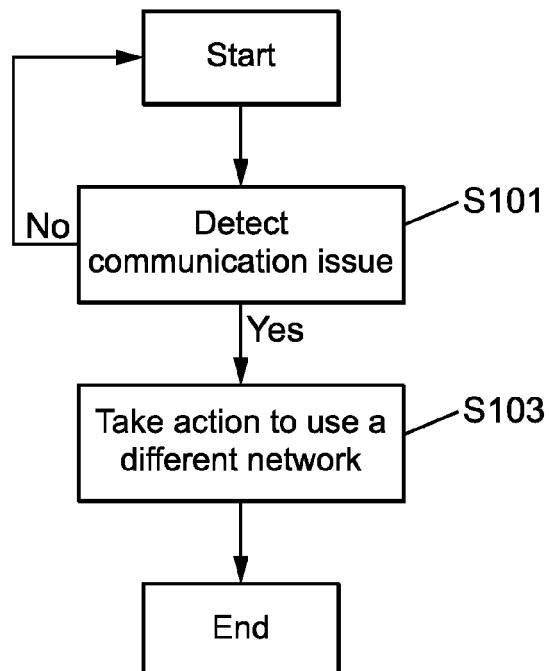 Start
S101
No
Detect
communication issue
Yes
S103
Take action to use a
different network
End